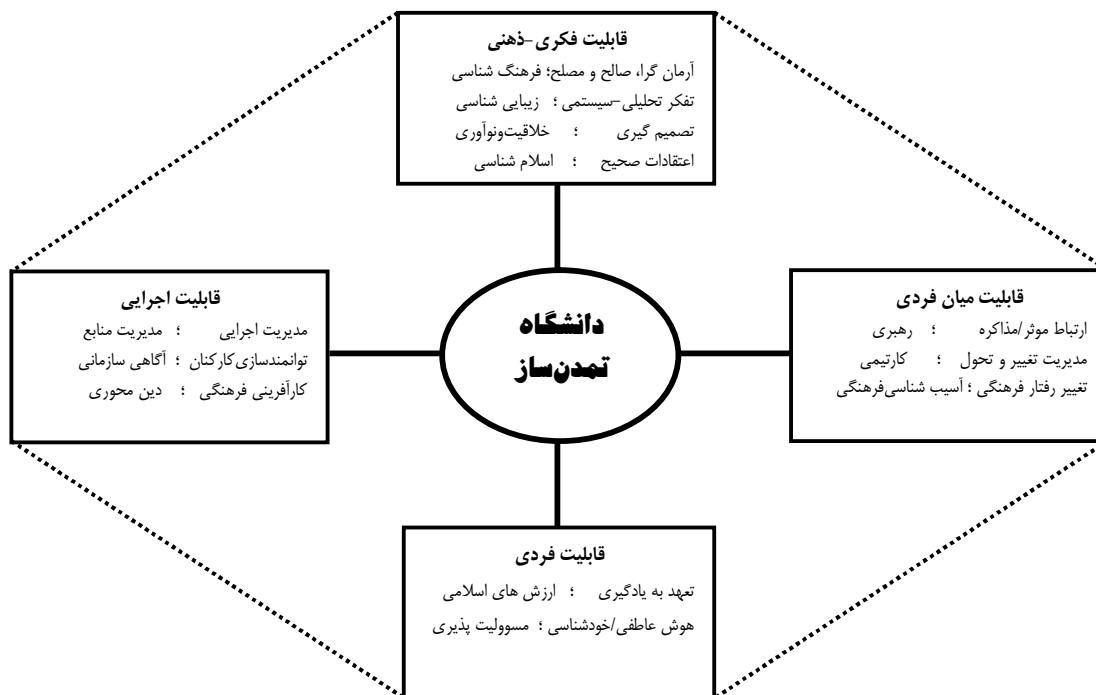 قابلیت فکری-ذهنی
آرمان گرا، صالح و مصلح؛ فرهنگ شناسی
تفکر تحلیلی-سیستمی ؛ زیبایی شناسی
تصمیم گیری ؛ خلاقیت‌ونوآوری
اعتقادات صحیح ؛ اسلام شناسی
قابلیت میان فردی
ارتباط موثر/مذاکره ؛ رهبری
مدیریت تغییر و تحول ؛ کارتیمی
تغییر رفتار فرهنگی ؛ آسیب شناسی‌فرهنگی
دانشگاه
تمدن‌ساز
قابلیت اجرایی
مدیریت اجرایی ؛ مدیریت منابع
توانمندسازی‌کارکنان ؛ آگاهی سازمانی
کارآفرینی فرهنگی ؛ دین محوری
قابلیت فردی
تعهد به یادگیری ؛ ارزش های اسلامی
هوش عاطفی/خودشناسی ؛ مسوولیت پذیری